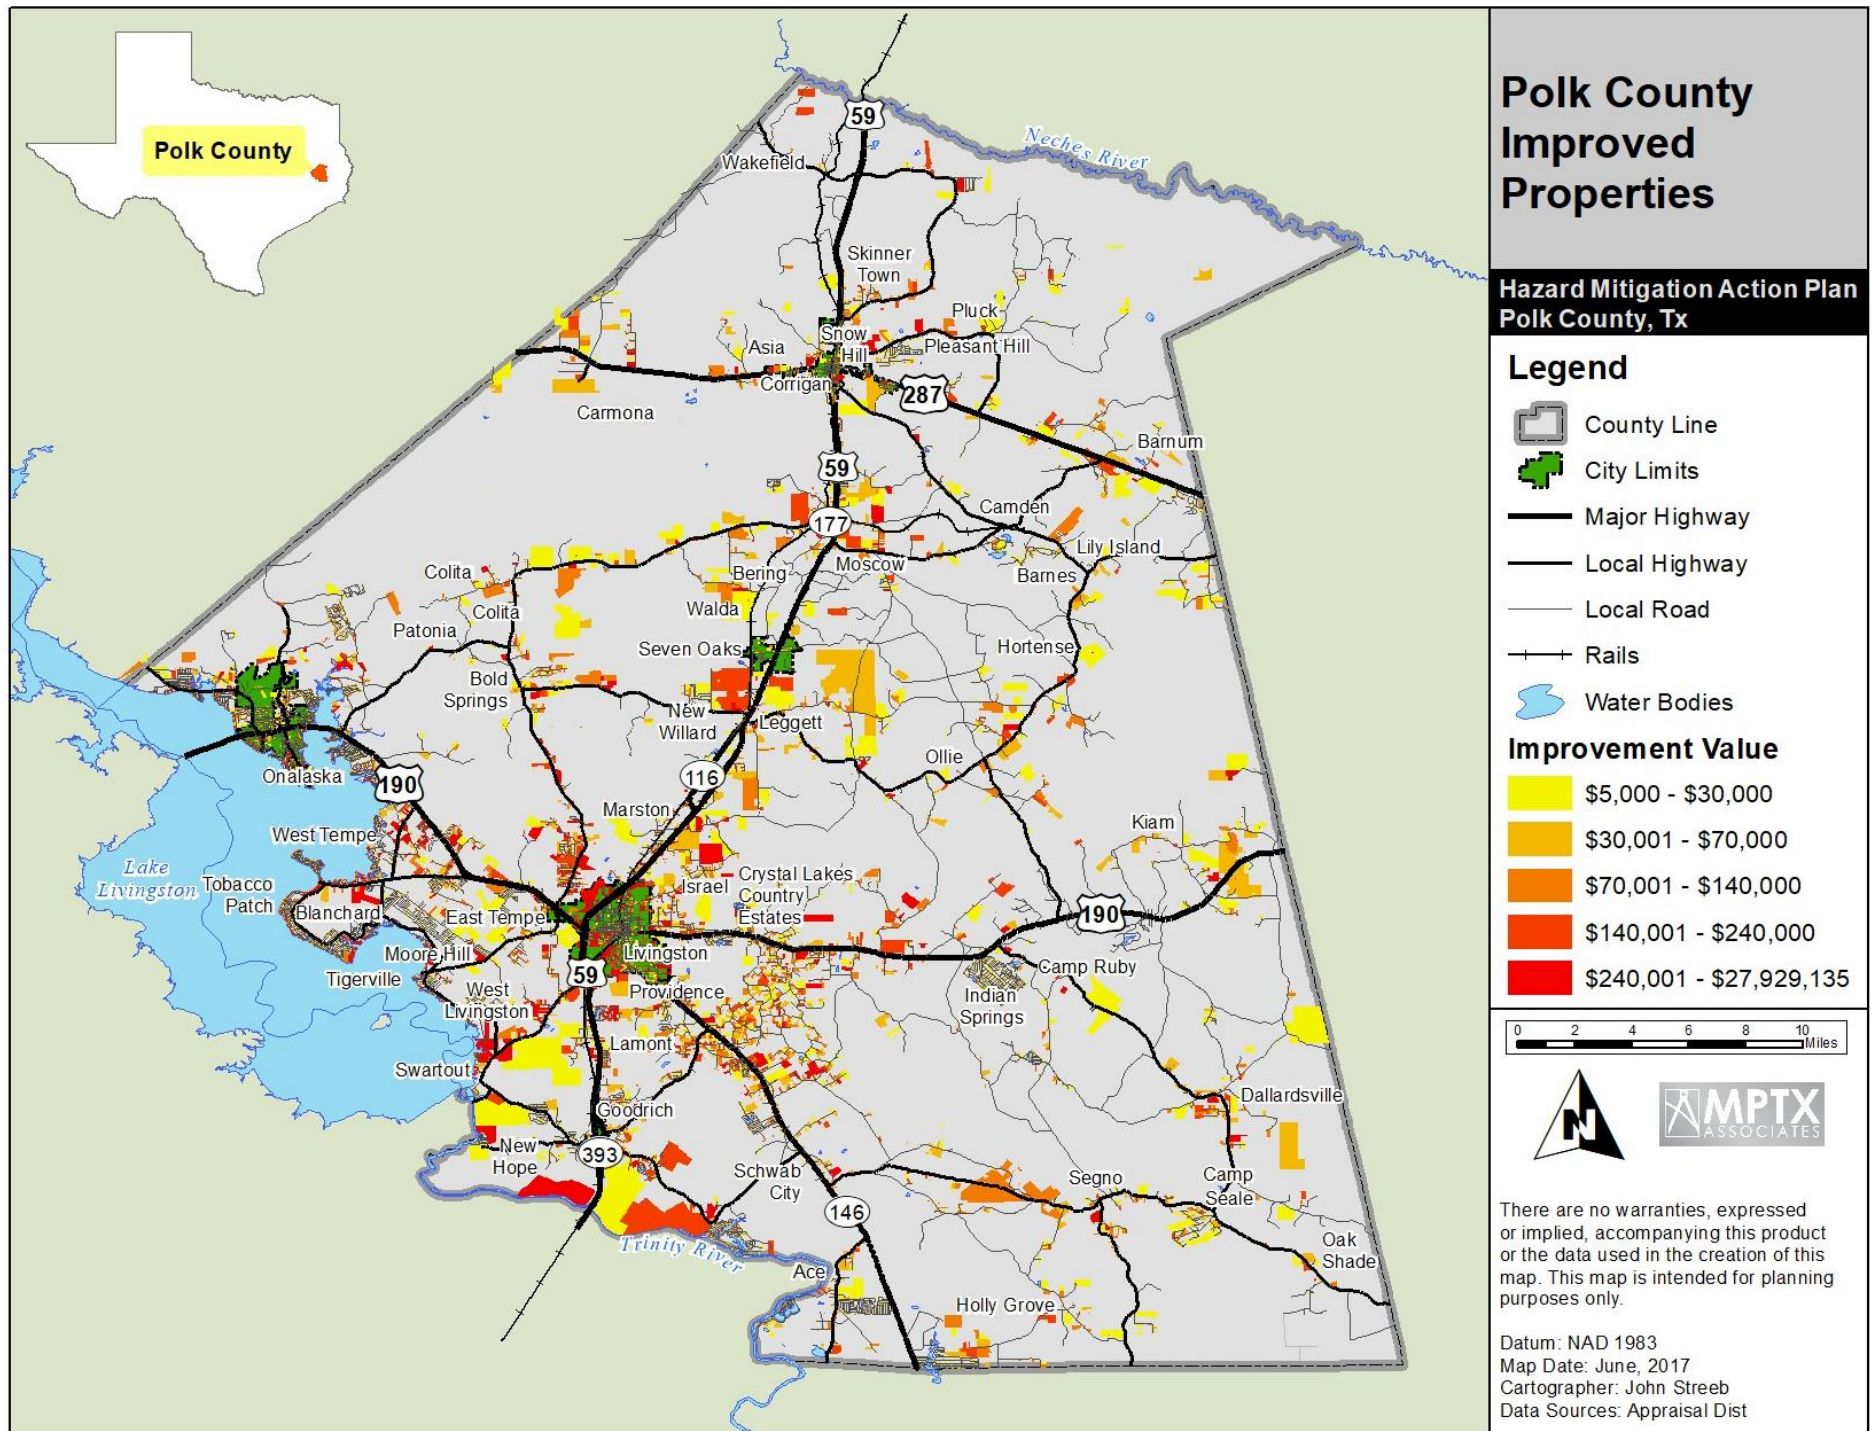 Polk County
Neches River
59
Wakefield
Skinner
Town
Pluck
Snow
Hill
Pleasant Hill
Asia
Corrigan
287
Carmona
Barnum
59
Camden
177
Lily Island
Colita
Bering
Moscow
Barnes
Walda
Colita
Patonia
Seven Oaks
Hortense
Bold
Springs
New
Willard
Leggett
Ollie
Onalaska
190
116
Marston
Kiam
West Tempe
Lake
Livingston
Tobacco
Patch
Blanchard
Israel
Crystal Lakes
Country
Estates
East Tempe
190
Moore Hill
Livingston
Tigerville
59
Camp Ruby
West
Livingston
Providence
Indian
Springs
Lamont
Swartout
Dallardsville
Goodrich
New
Hope
393
Schwab
City
Segno
Camp
Seale
146
Trinity River
Oak
Shade
Ace
Holly Grove
Polk County
Improved
Properties
Hazard Mitigation Action Plan
Polk County, Tx
Legend
County Line
City Limits
Major Highway
Local Highway
Local Road
Rails
Water Bodies
Improvement Value
$5,000 - $30,000
$30,001 - $70,000
$70,001 - $140,000
$140,001 - $240,000
$240,001 - $27,929,135
0 2 4 6 8 10
Miles
N
MPTX
ASSOCIATES
There are no warranties, expressed
or implied, accompanying this product
or the data used in the creation of this
map. This map is intended for planning
purposes only.
Datum: NAD 1983
Map Date: June, 2017
Cartographer: John Streeb
Data Sources: Appraisal Dist